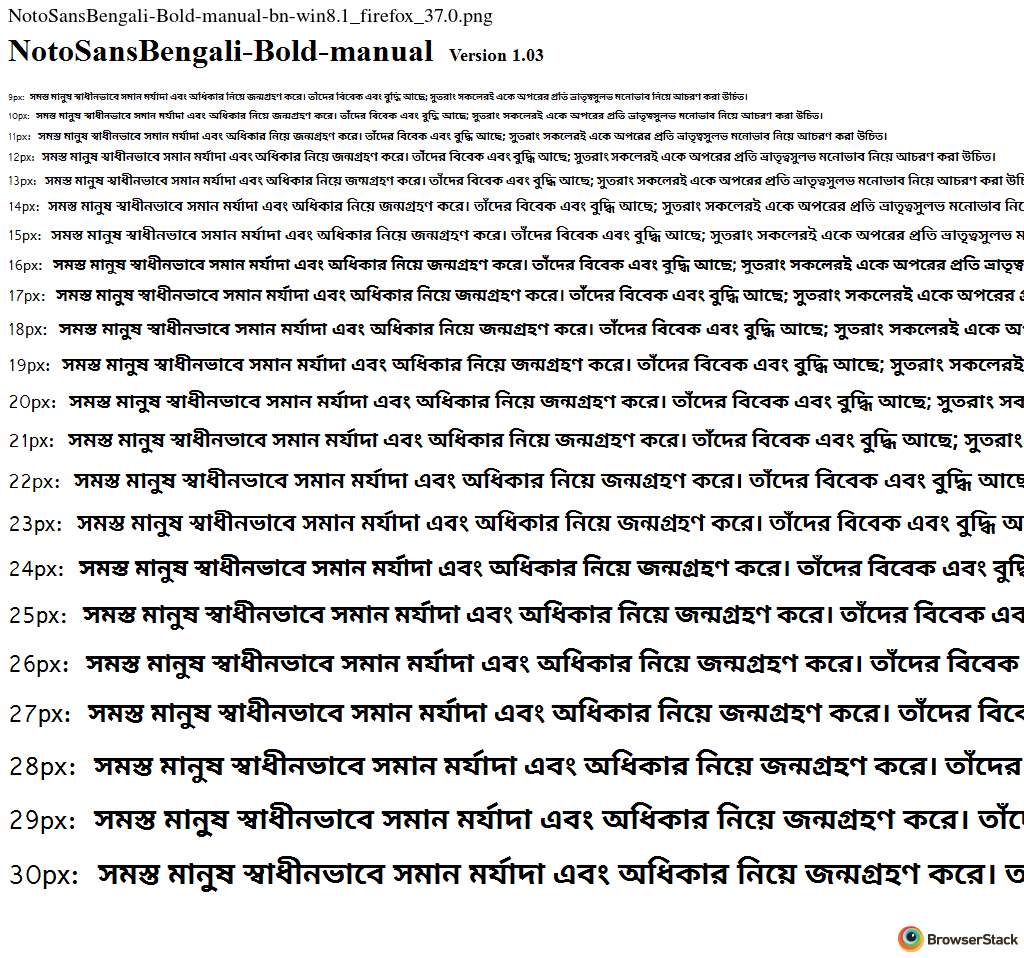 NotoSansBengali-Bold-manual-bn-win8.1_firefox_37.0.png
NotoSansBengali-Bold-manual Version 1.03
9px: সমস্ত মানুষ স্বাধীনভাবে সমান মর্যাদা এবং অধিকার নিয়ে জন্মগ্রহণ করে। তাঁদের বিবেক এবং বুদ্ধি আছে; সুতরাং সকলেরই একে অপরের প্রতি ভ্রাতৃত্বসুলভ মনোভাব নিয়ে আচরণ করা উচিত।
10px: সমস্ত মানুষ স্বাধীনভাবে সমান মর্যাদা এবং অধিকার নিয়ে জন্মগ্রহণ করে। তাঁদের বিবেক এবং বুদ্ধি আছে; সুতরাং সকলেরই একে অপরের প্রতি ভ্রাতৃত্বসুলভ মনোভাব নিয়ে আচরণ করা উচিত।
11px: সমস্ত মানুষ স্বাধীনভাবে সমান মর্যাদা এবং অধিকার নিয়ে জন্মগ্রহণ করে। তাঁদের বিবেক এবং বুদ্ধি আছে; সুতরাং সকলেরই একে অপরের প্রতি ভ্রাতৃত্বসুলভ মনোভাব নিয়ে আচরণ করা উচিত।
12px: সমস্ত মানুষ স্বাধীনভাবে সমান মর্যাদা এবং অধিকার নিয়ে জন্মগ্রহণ করে। তাঁদের বিবেক এবং বুদ্ধি আছে; সুতরাং সকলেরই একে অপরের প্রতি ভ্রাতৃত্বসুলভ মনোভাব নিয়ে আচরণ করা উচিত।
13px: সমস্ত মানুষ স্বাধীনভাবে সমান মর্যাদা এবং অধিকার নিয়ে জন্মগ্রহণ করে। তাঁদের বিবেক এবং বুদ্ধি আছে; সুতরাং সকলেরই একে অপরের প্রতি ভ্রাতৃত্বসুলভ মনোভাব নিয়ে আচরণ করা
14px: সমস্ত মানুষ স্বাধীনভাবে সমান মর্যাদা এবং অধিকার নিয়ে জন্মগ্রহণ করে। তাঁদের বিবেক এবং বুদ্ধি আছে; সুতরাং সকলেরই একে অপরের প্রতি ভ্রাতৃত্বসুলভ মনোভাব
15px: সমস্ত মানুষ স্বাধীনভাবে সমান মর্যাদা এবং অধিকার নিয়ে জন্মগ্রহণ করে। তাঁদের বিবেক এবং বুদ্ধি আছে; সুতরাং সকলেরই একে অপরের প্রতি ভ্রাতৃত্বসুলভ
16px: সমস্ত মানুষ স্বাধীনভাবে সমান মর্যাদা এবং অধিকার নিয়ে জন্মগ্রহণ করে। তাঁদের বিবেক এবং বুদ্ধি আছে; সুতরাং সকলেরই একে অপরের প্রতি
17px: সমস্ত মানুষ স্বাধীনভাবে সমান মর্যাদা এবং অধিকার নিয়ে জন্মগ্রহণ করে। তাঁদের বিবেক এবং বুদ্ধি আছে; সুতরাং সকলেরই একে অপরের
18px: সমস্ত মানুষ স্বাধীনভাবে সমান মর্যাদা এবং অধিকার নিয়ে জন্মগ্রহণ করে। তাঁদের বিবেক এবং বুদ্ধি আছে; সুতরাং সকলেরই একে
19px: সমস্ত মানুষ স্বাধীনভাবে সমান মর্যাদা এবং অধিকার নিয়ে জন্মগ্রহণ করে। তাঁদের বিবেক এবং বুদ্ধি আছে; সুতরাং সকলেরই
20px: সমস্ত মানুষ স্বাধীনভাবে সমান মর্যাদা এবং অধিকার নিয়ে জন্মগ্রহণ করে। তাঁদের বিবেক এবং বুদ্ধি আছে; সুতরাং
21px: সমস্ত মানুষ স্বাধীনভাবে সমান মর্যাদা এবং অধিকার নিয়ে জন্মগ্রহণ করে। তাঁদের বিবেক এবং বুদ্ধি আছে; সুতরাং
22px: সমস্ত মানুষ স্বাধীনভাবে সমান মর্যাদা এবং অধিকার নিয়ে জন্মগ্রহণ করে। তাঁদের বিবেক এবং বুদ্ধি আছে
23px: সমস্ত মানুষ স্বাধীনভাবে সমান মর্যাদা এবং অধিকার নিয়ে জন্মগ্রহণ করে। তাঁদের বিবেক এবং বুদ্ধি
24px: সমস্ত মানুষ স্বাধীনভাবে সমান মর্যাদা এবং অধিকার নিয়ে জন্মগ্রহণ করে। তাঁদের বিবেক এবং
25px: সমস্ত মানুষ স্বাধীনভাবে সমান মর্যাদা এবং অধিকার নিয়ে জন্মগ্রহণ করে। তাঁদের বিবেক
26px: সমস্ত মানুষ স্বাধীনভাবে সমান মর্যাদা এবং অধিকার নিয়ে জন্মগ্রহণ করে। তাঁদের বিবেক
27px: সমস্ত মানুষ স্বাধীনভাবে সমান মর্যাদা এবং অধিকার নিয়ে জন্মগ্রহণ করে। তাঁদের
28px: সমস্ত মানুষ স্বাধীনভাবে সমান মর্যাদা এবং অধিকার নিয়ে জন্মগ্রহণ করে। তাঁদের
29px: সমস্ত মানুষ স্বাধীনভাবে সমান মর্যাদা এবং অধিকার নিয়ে জন্মগ্রহণ করে।
30px: সমস্ত মানুষ স্বাধীনভাবে সমান মর্যাদা এবং অধিকার নিয়ে জন্মগ্রহণ করে।
BrowserStack